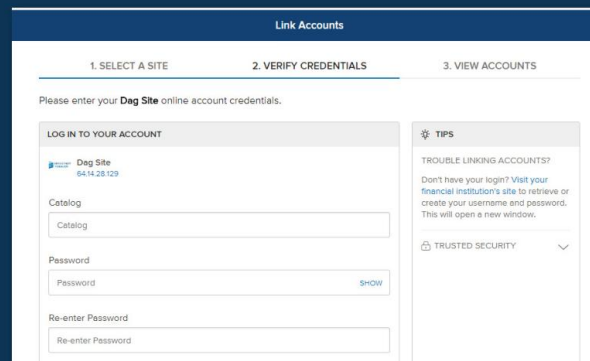 Link Accounts
1. SELECT A SITE
2. VERIFY CREDENTIALS
3. VIEW ACCOUNTS
Please enter your Dag Site online account credentials.
LOG IN TO YOUR ACCOUNT
Dag Site
64.14.28.129
Catalog
Catalog
Password
Password
SHOW
Re-enter Password
Re-enter Password
TIPS
TROUBLE LINKING ACCOUNTS?
Don't have your login? Visit your
financial institution's site to retrieve or
create your username and password.
This will open a new window.
TRUSTED SECURITY